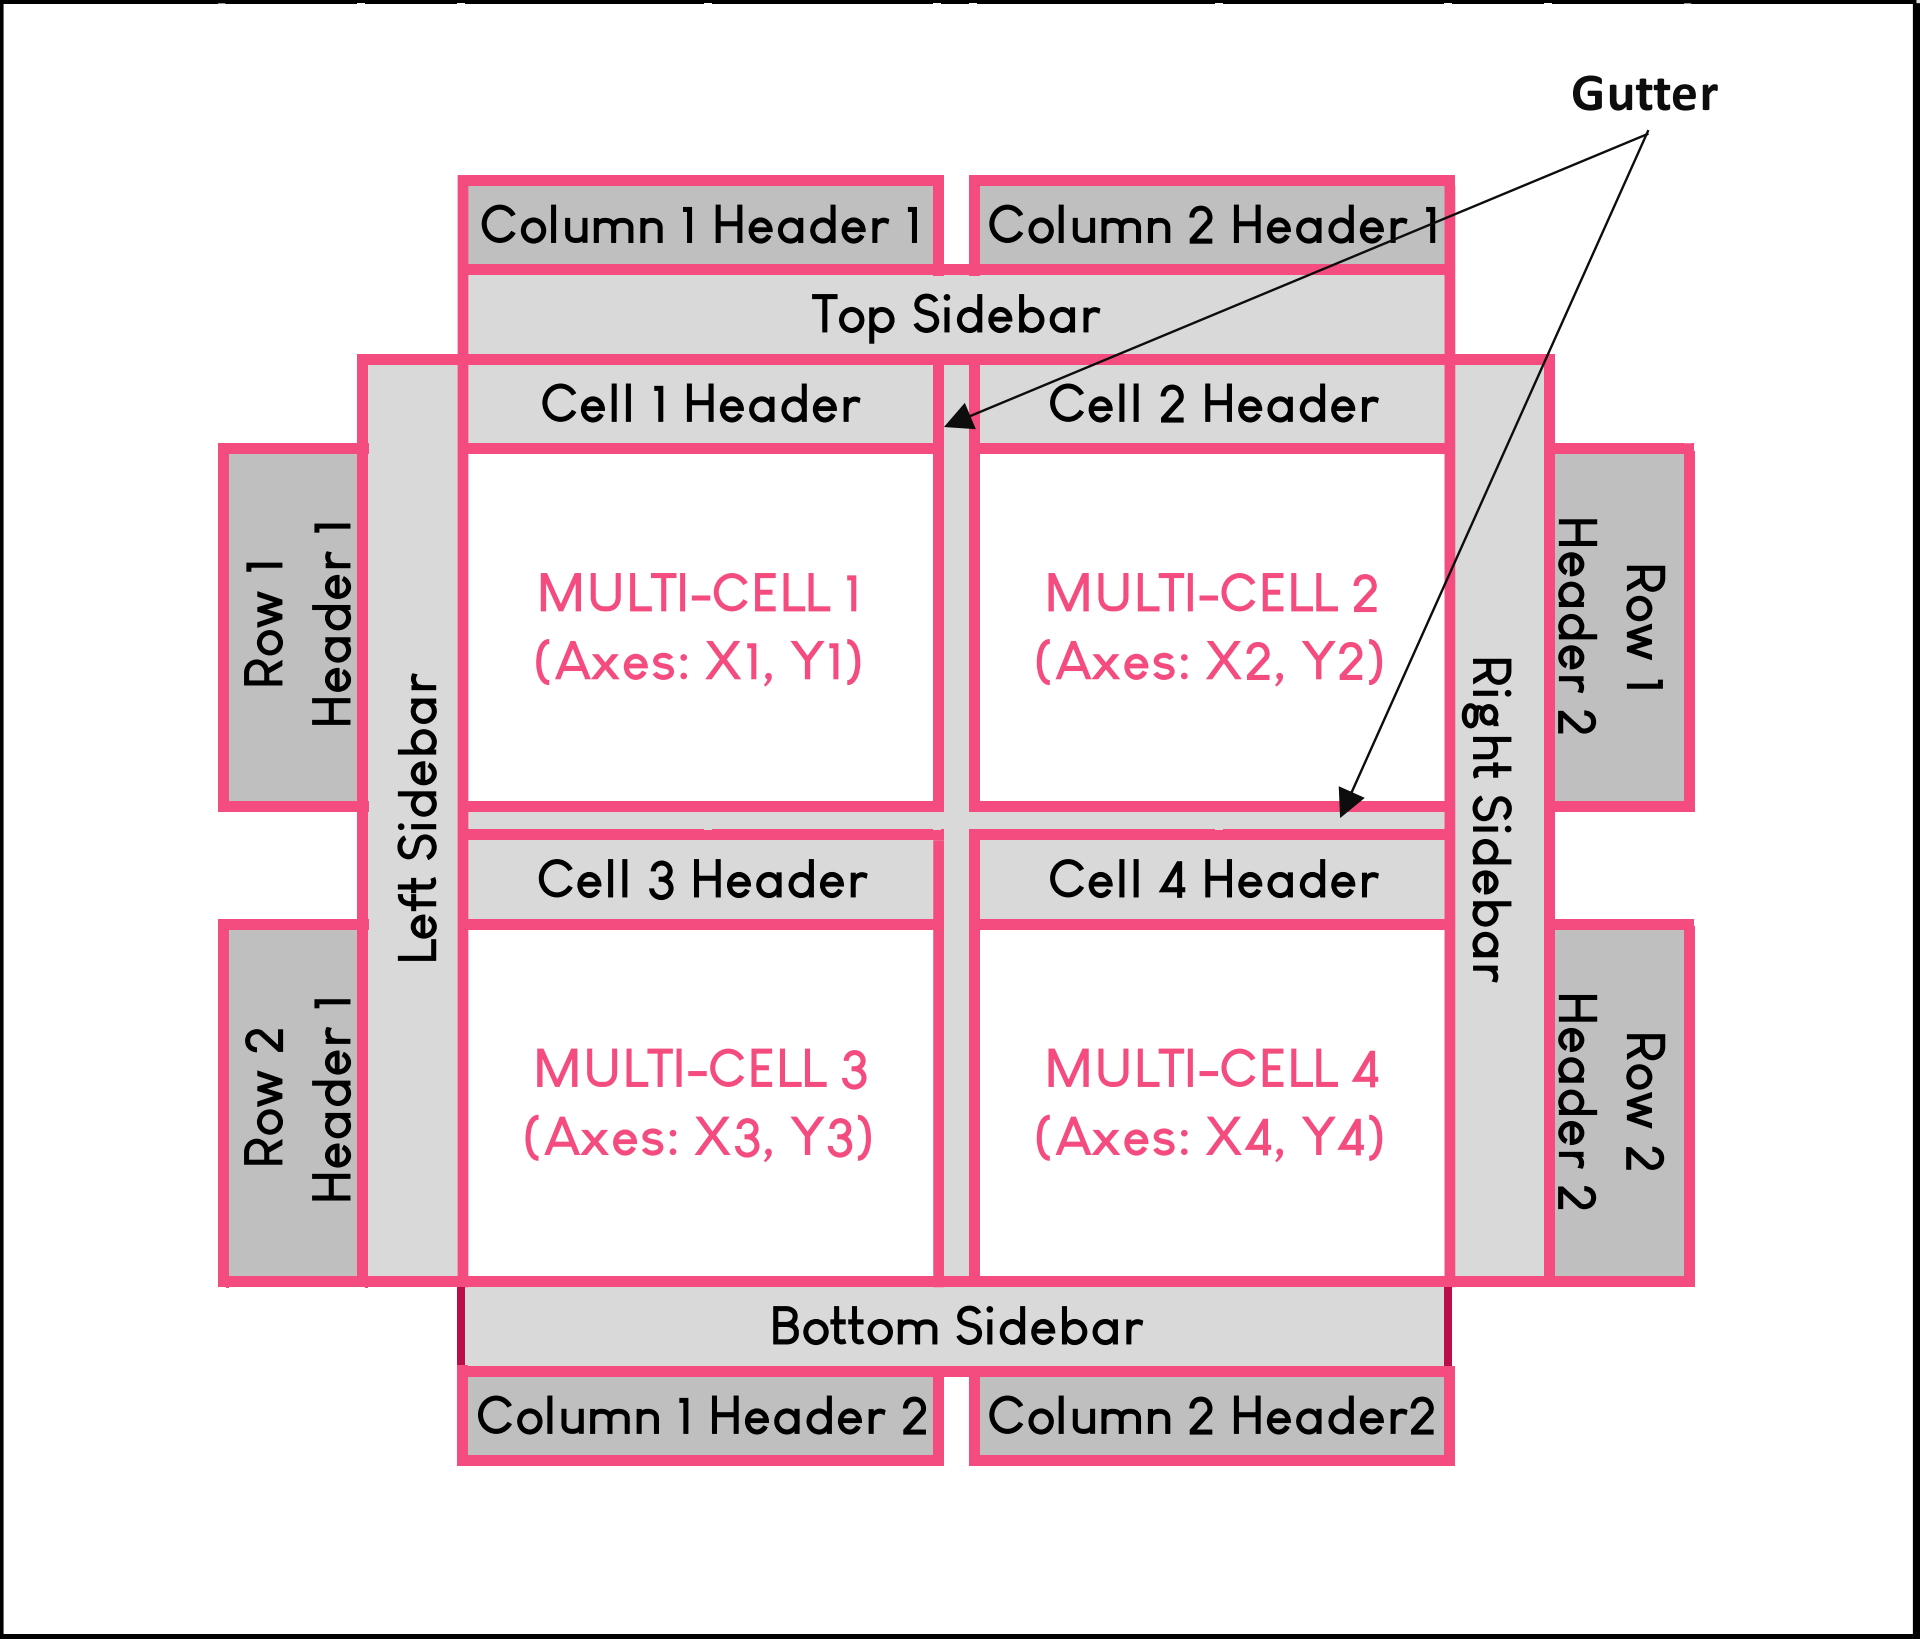 Gutter
Column 1 Header 1
Column 2 Header 1
Top Sidebar
Cell 1 Header
Cell 2 Header
Row 1
Header 1
Left Sidebar
MULTI-CELL 1
(Axes: X1, Y1)
MULTI-CELL 2
(Axes: X2, Y2)
Right Sidebar
Row 1
Header 2
Cell 3 Header
Cell 4 Header
Row 2
Header 1
MULTI-CELL 3
(Axes: X3, Y3)
MULTI-CELL 4
(Axes: X4, Y4)
Row 2
Header 2
Bottom Sidebar
Column 1 Header 2
Column 2 Header2